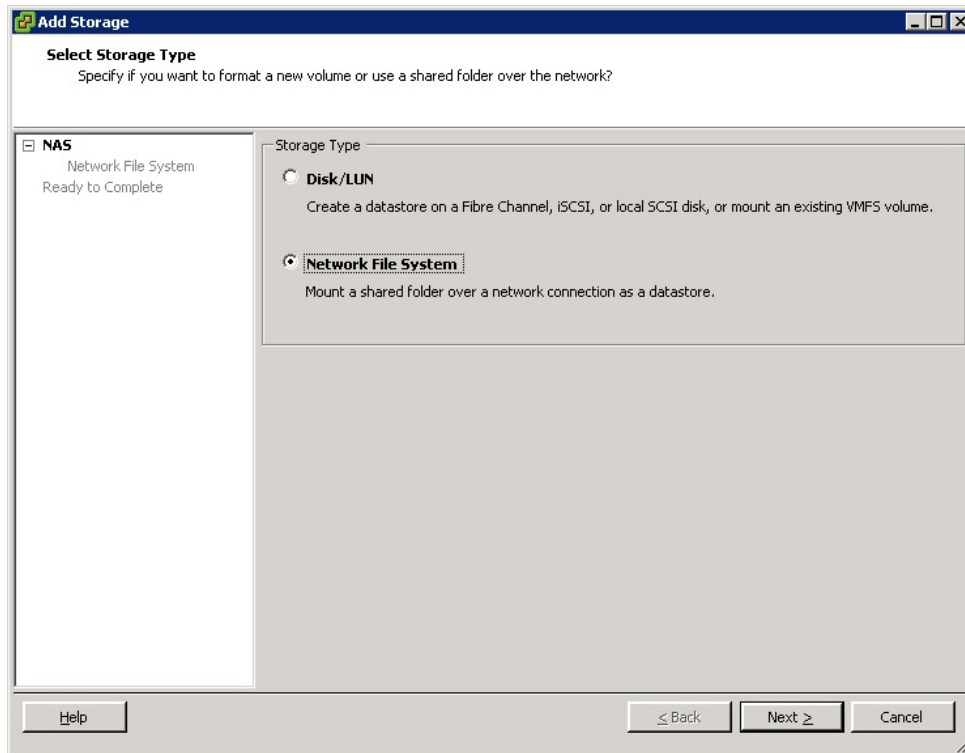 Add Storage
Select Storage Type
Specify if you want to format a new volume or use a shared folder over the network?
NAS
Network File System
Ready to Complete
Storage Type
Disk/LUN
Create a datastore on a Fibre Channel, iSCSI, or local SCSI disk, or mount an existing VMFS volume.
Network File System
Mount a shared folder over a network connection as a datastore.
Help
< Back
Next >
Cancel